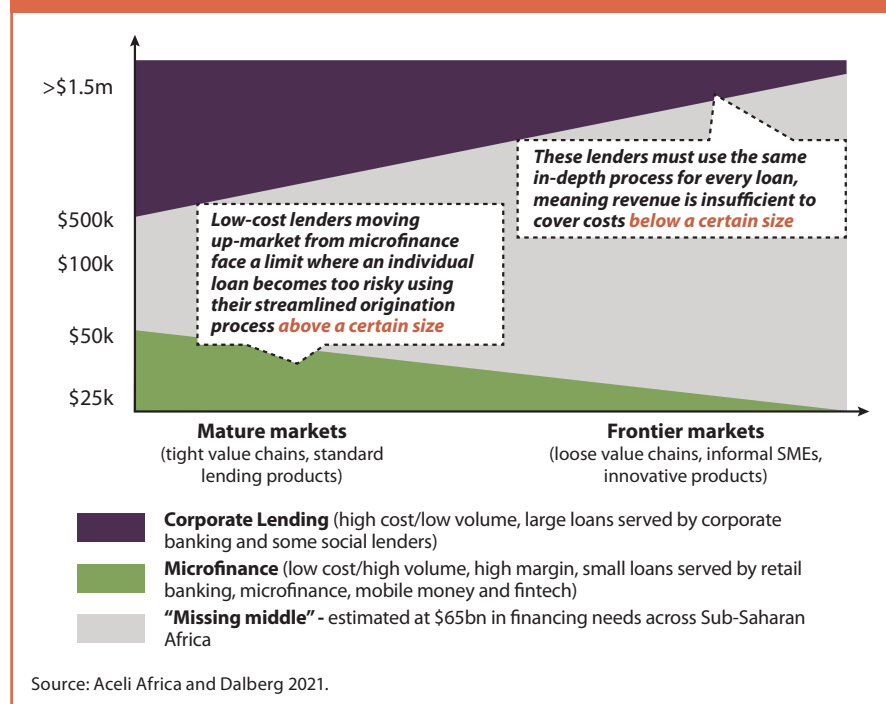 >$1.5m
These lenders must use the same
in-depth process for every loan,
meaning revenue is insufficient to
cover costs below a certain size
$500k
Low-cost lenders moving
up-market from microfinance
face a limit where an individual
loan becomes too risky using
their streamlined origination
process above a certain size
$100k
$50k
$25k
Mature markets
(tight value chains, standard
lending products)
Frontier markets
(loose value chains, informal SMEs,
innovative products)
Corporate Lending (high cost/low volume, large loans served by corporate
banking and some social lenders)
Microfinance (low cost/high volume, high margin, small loans served by retail
banking, microfinance, mobile money and fintech)
“Missing middle” - estimated at $65bn in financing needs across Sub-Saharan
Africa
Source: Aceli Africa and Dalberg 2021.